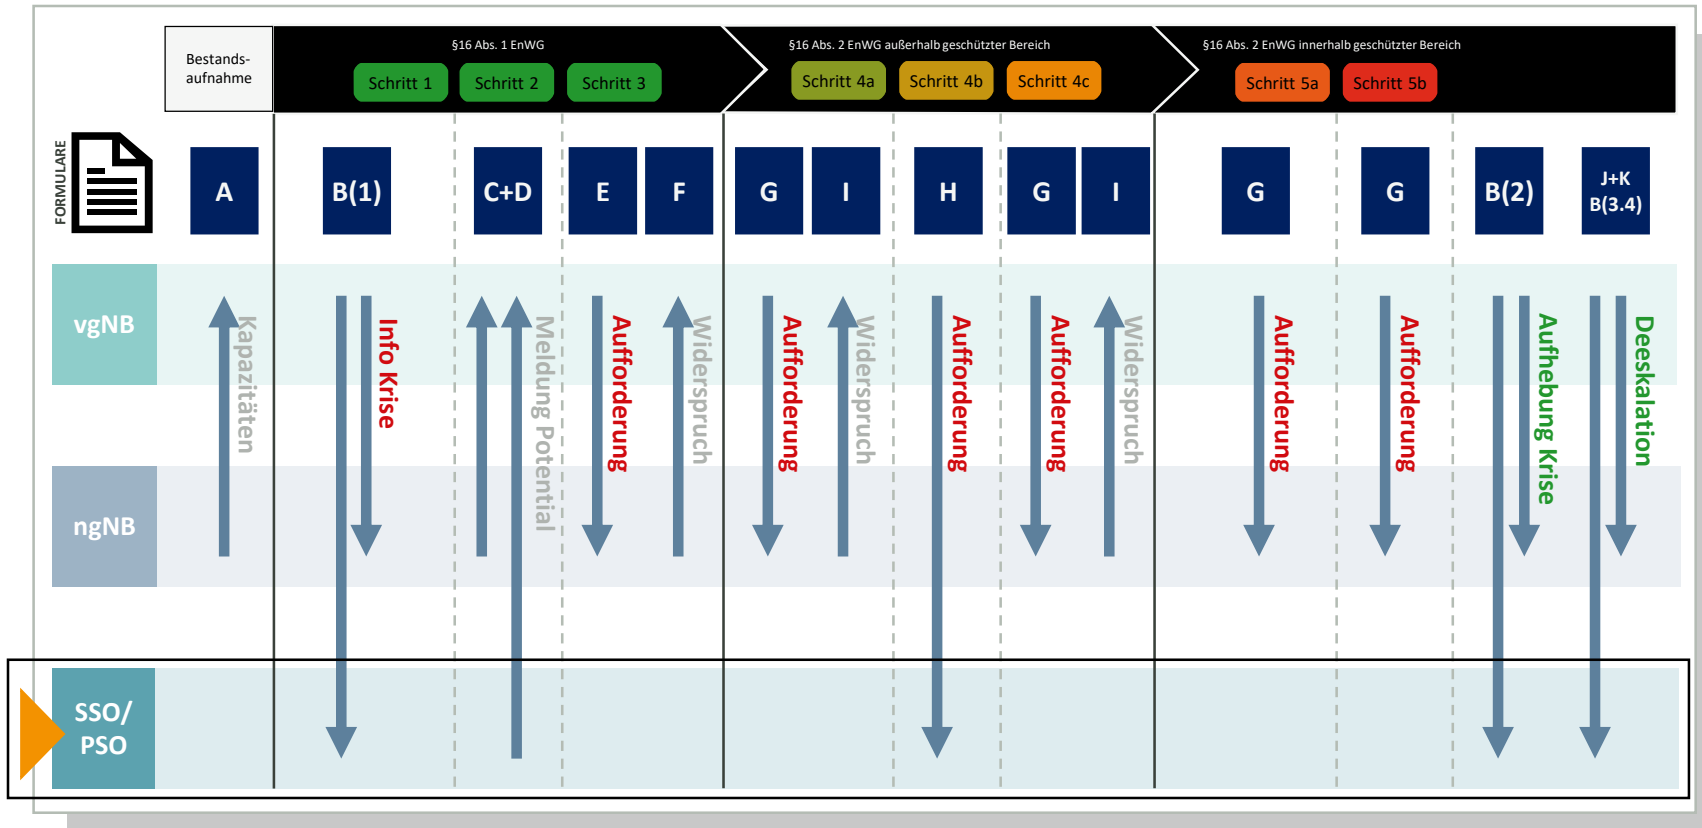 Bestands-
aufnahme
§16 Abs. 1 EnWG
Schritt 1
Schritt 2
Schritt 3
§16 Abs. 2 EnWG außerhalb geschützter Bereich
Schritt 4a
Schritt 4b
Schritt 4c
§16 Abs. 2 EnWG innerhalb geschützter Bereich
Schritt 5a
Schritt 5b
FORMULARE
A
B(1)
C+D
E
F
G
I
H
G
I
G
G
B(2)
J+K
B(3.4)
vgNB
ngNB
SSO/
PSO
Kapazitäten
Info Krise
Meldung Potential
Aufforderung
Widerspruch
Aufforderung
Widerspruch
Aufforderung
Aufforderung
Widerspruch
Aufforderung
Aufforderung
Aufhebung Krise
Deeskalation